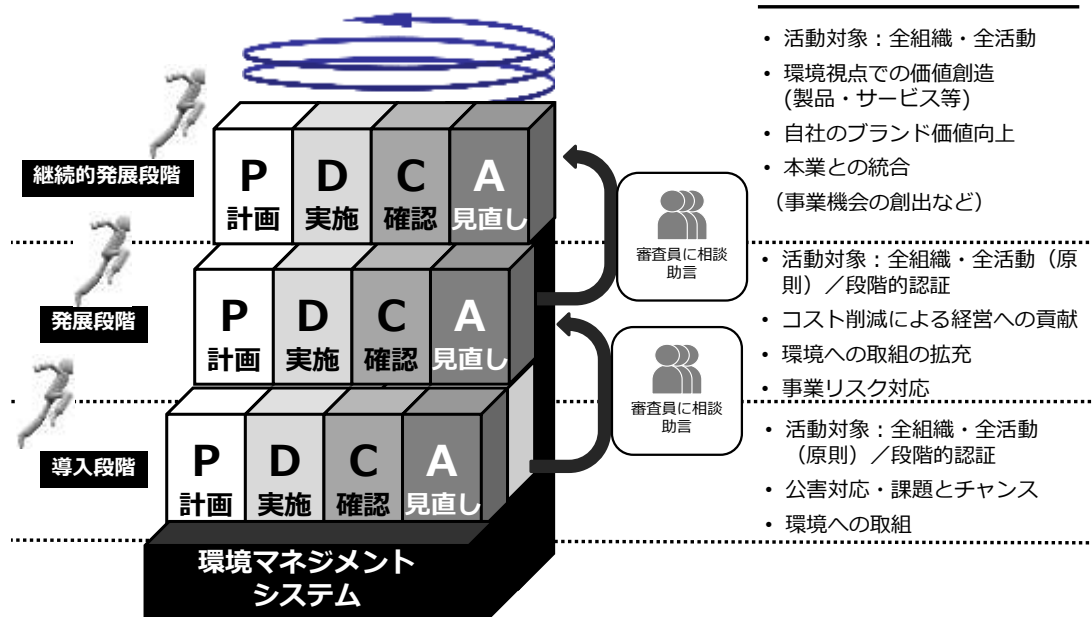 • 活動対象：全組織・全活動
• 環境視点での価値創造
(製品・サービス等)
• 自社のブランド価値向上
• 本業との統合
（事業機会の創出など）
継続的発展段階
P
D
C
A
計画
実施
確認
見直し
審査員に相談
助言
発展段階
P
D
C
A
計画
実施
確認
見直し
• 活動対象：全組織・全活動（原
則）／段階的認証
• コスト削減による経営への貢献
• 環境への取組の拡充
• 事業リスク対応
審査員に相談
助言
導入段階
P
D
C
A
計画
実施
確認
見直し
• 活動対象：全組織・全活動
（原則）／段階的認証
• 公害対応・課題とチャンス
• 環境への取組
環境マネジメント
システム